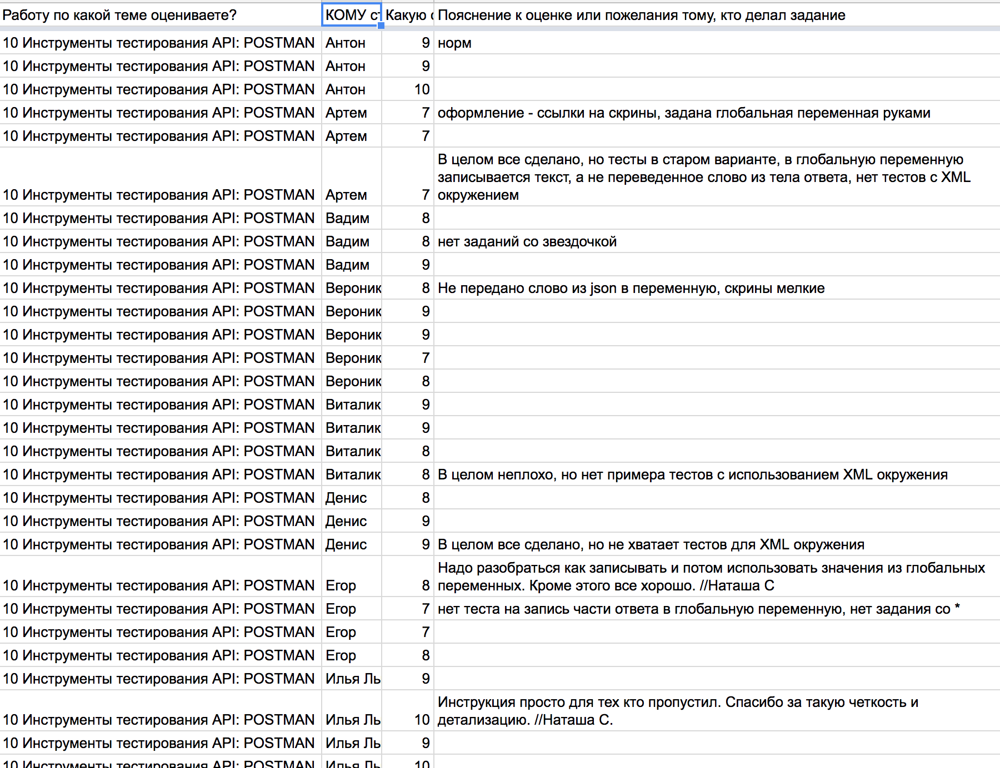 Работу по какой теме оцениваете? КОМУ ст Какую Пояснение к оценке или пожелания тому, кто делал задание
10 Инструменты тестирования API: POSTMAN Антон 9 норм
10 Инструменты тестирования API: POSTMAN Антон 9
10 Инструменты тестирования API: POSTMAN Антон 10
10 Инструменты тестирования API: POSTMAN Артем 7 оформление - ссылки на скрины, задана глобальная переменная руками
10 Инструменты тестирования API: POSTMAN Артем 7
В целом все сделано, но тесты в старом варианте, в глобальную переменную
записывается текст, а не переведенное слово из тела ответа, нет тестов с XML
10 Инструменты тестирования API: POSTMAN Артем 7 окружением
10 Инструменты тестирования API: POSTMAN Вадим 8
10 Инструменты тестирования API: POSTMAN Вадим 8 нет заданий со звездочкой
10 Инструменты тестирования API: POSTMAN Вадим 9
10 Инструменты тестирования API: POSTMAN Вероник 8 Не передано слово из json в переменную, скрины мелкие
10 Инструменты тестирования API: POSTMAN Вероник 9
10 Инструменты тестирования API: POSTMAN Вероник 9
10 Инструменты тестирования API: POSTMAN Вероник 7
10 Инструменты тестирования API: POSTMAN Вероник 8
10 Инструменты тестирования API: POSTMAN Виталик 9
10 Инструменты тестирования API: POSTMAN Виталик 9
10 Инструменты тестирования API: POSTMAN Виталик 8
10 Инструменты тестирования API: POSTMAN Виталик 8 В целом неплохо, но нет примера тестов с использованием XML окружения
10 Инструменты тестирования API: POSTMAN Денис 8
10 Инструменты тестирования API: POSTMAN Денис 9
10 Инструменты тестирования API: POSTMAN Денис 9 В целом все сделано, но не хватает тестов для XML окружения
Надо разобраться как записывать и потом использовать значения из глобальных
10 Инструменты тестирования API: POSTMAN Егор 8 переменных. Кроме этого все хорошо. //Наташа С
10 Инструменты тестирования API: POSTMAN Егор 7 нет теста на запись части ответа в глобальную переменную, нет задания со *
10 Инструменты тестирования API: POSTMAN Егор 7
10 Инструменты тестирования API: POSTMAN Егор 8
10 Инструменты тестирования API: POSTMAN Илья Ль 9
Инструкция просто для тех кто пропустил. Спасибо за такую четкость и
10 Инструменты тестирования API: POSTMAN Илья Ль 10 детализацию. //Наташа С.
10 Инструменты тестирования API: POSTMAN Илья Ль 9
10 Инструменты тестирования API: POSTMAN Илья Ль 10